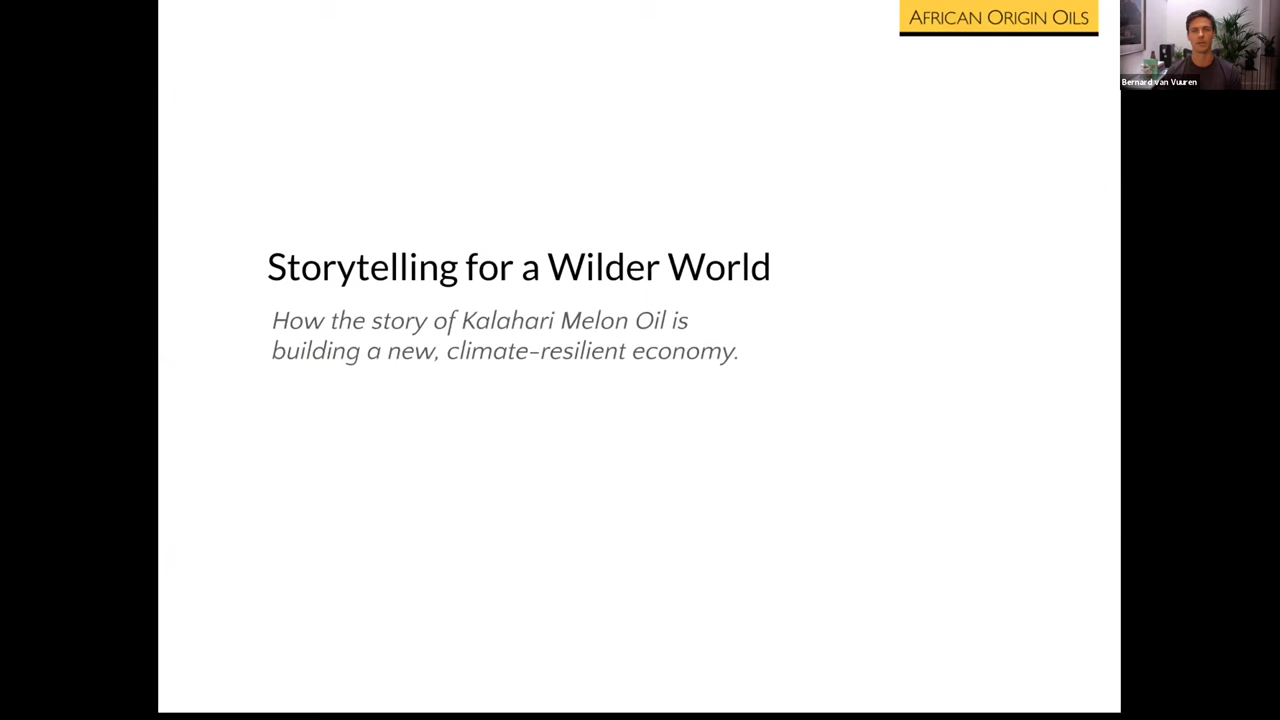 AFRICAN ORIGIN OILS
Bernard van Vuuren
Storytelling for a Wilder World
How the story of Kalahari Melon Oil is
building a new, climate-resilient economy.